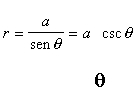 r = a / sen θ = a csc θ
θ